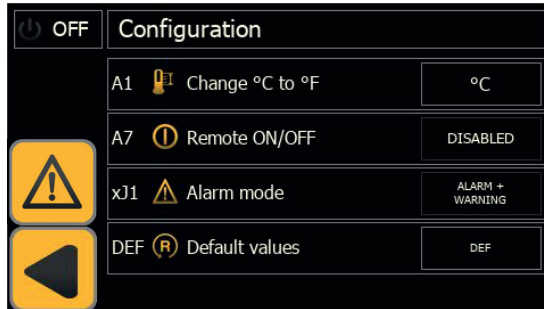 OFF
Configuration
A1 Change °C to °F
°C
A7 Remote ON/OFF
DISABLED
xJ1 Alarm mode
ALARM +
WARNING
DEF R Default values
DEF